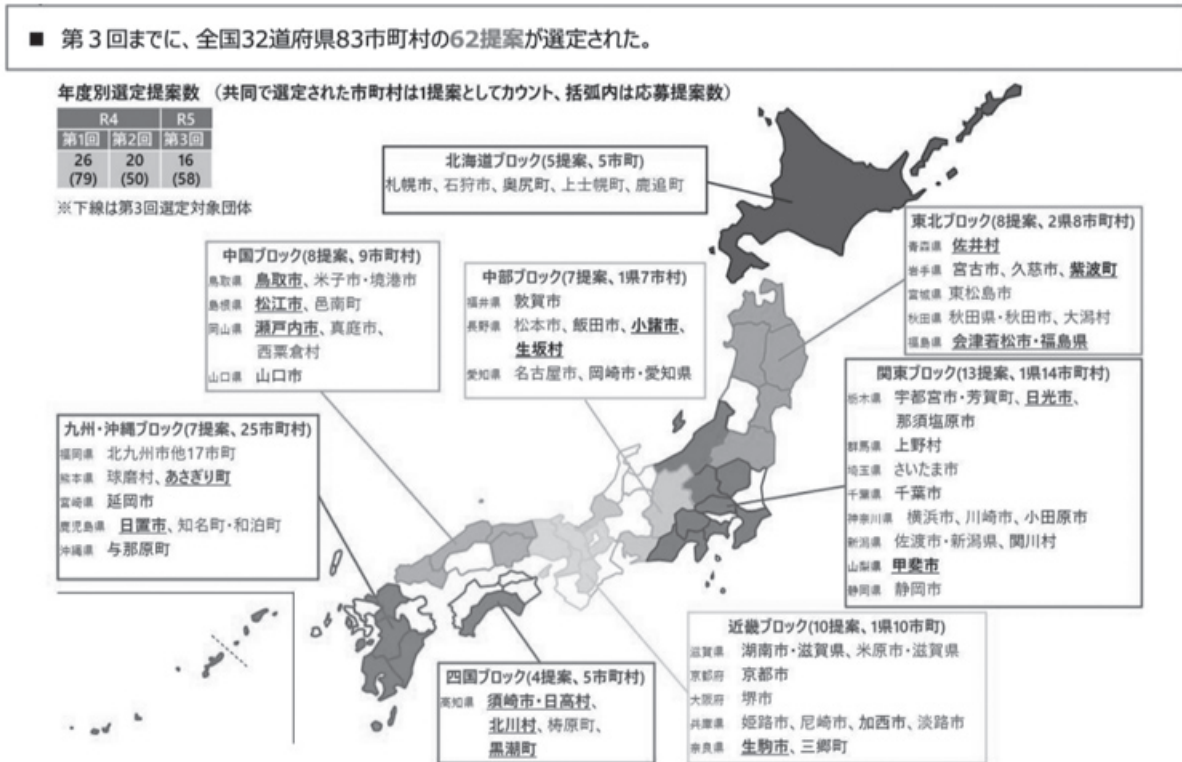 ■ 第３回までに、全国32道府県83市町村の62提案が選定された。
年度別選定提案数 （共同で選定された市町村は1提案としてカウント、括弧内は応募提案数）
R4 R5
第1回 第2回 第3回
26 20 16
(79) (50) (58)
※下線は第3回選定対象団体
北海道ブロック(5提案、5市町)
札幌市、石狩市、奥尻町、上士幌町、鹿追町
東北ブロック(8提案、2県8市町村)
青森県 佐井村
岩手県 宮古市、久慈市、紫波町
宮城県 東松島市
秋田県 秋田県・秋田市、大潟村
福島県 会津若松市・福島県
中国ブロック(8提案、9市町村)
鳥取県 鳥取市、米子市・境港市
島根県 松江市、邑南町
岡山県 瀬戸内市、真庭市、
西粟倉村
山口県 山口市
中部ブロック(7提案、1県7市村)
福井県 敦賀市
長野県 松本市、飯田市、小諸市、
生坂村
愛知県 名古屋市、岡崎市・愛知県
関東ブロック(13提案、1県14市町村)
栃木県 宇都宮市・芳賀町、日光市、
那須塩原市
群馬県 上野村
埼玉県 さいたま市
千葉県 千葉市
神奈川県 横浜市、川崎市、小田原市
新潟県 佐渡市・新潟県、関川村
山梨県 甲斐市
静岡県 静岡市
九州・沖縄ブロック(7提案、25市町村)
福岡県 北九州市他17市町
熊本県 球磨村、あさぎり町
宮崎県 延岡市
鹿児島県 日置市、知名町・和泊町
沖縄県 与那原町
四国ブロック(4提案、5市町村)
高知県 須崎市・日高村、
北川村、梼原町、
黒潮町
近畿ブロック(10提案、1県10市町)
滋賀県 湖南市・滋賀県、米原市・滋賀県
京都府 京都市
大阪府 堺市
兵庫県 姫路市、尼崎市、加西市、淡路市
奈良県 生駒市、三郷町